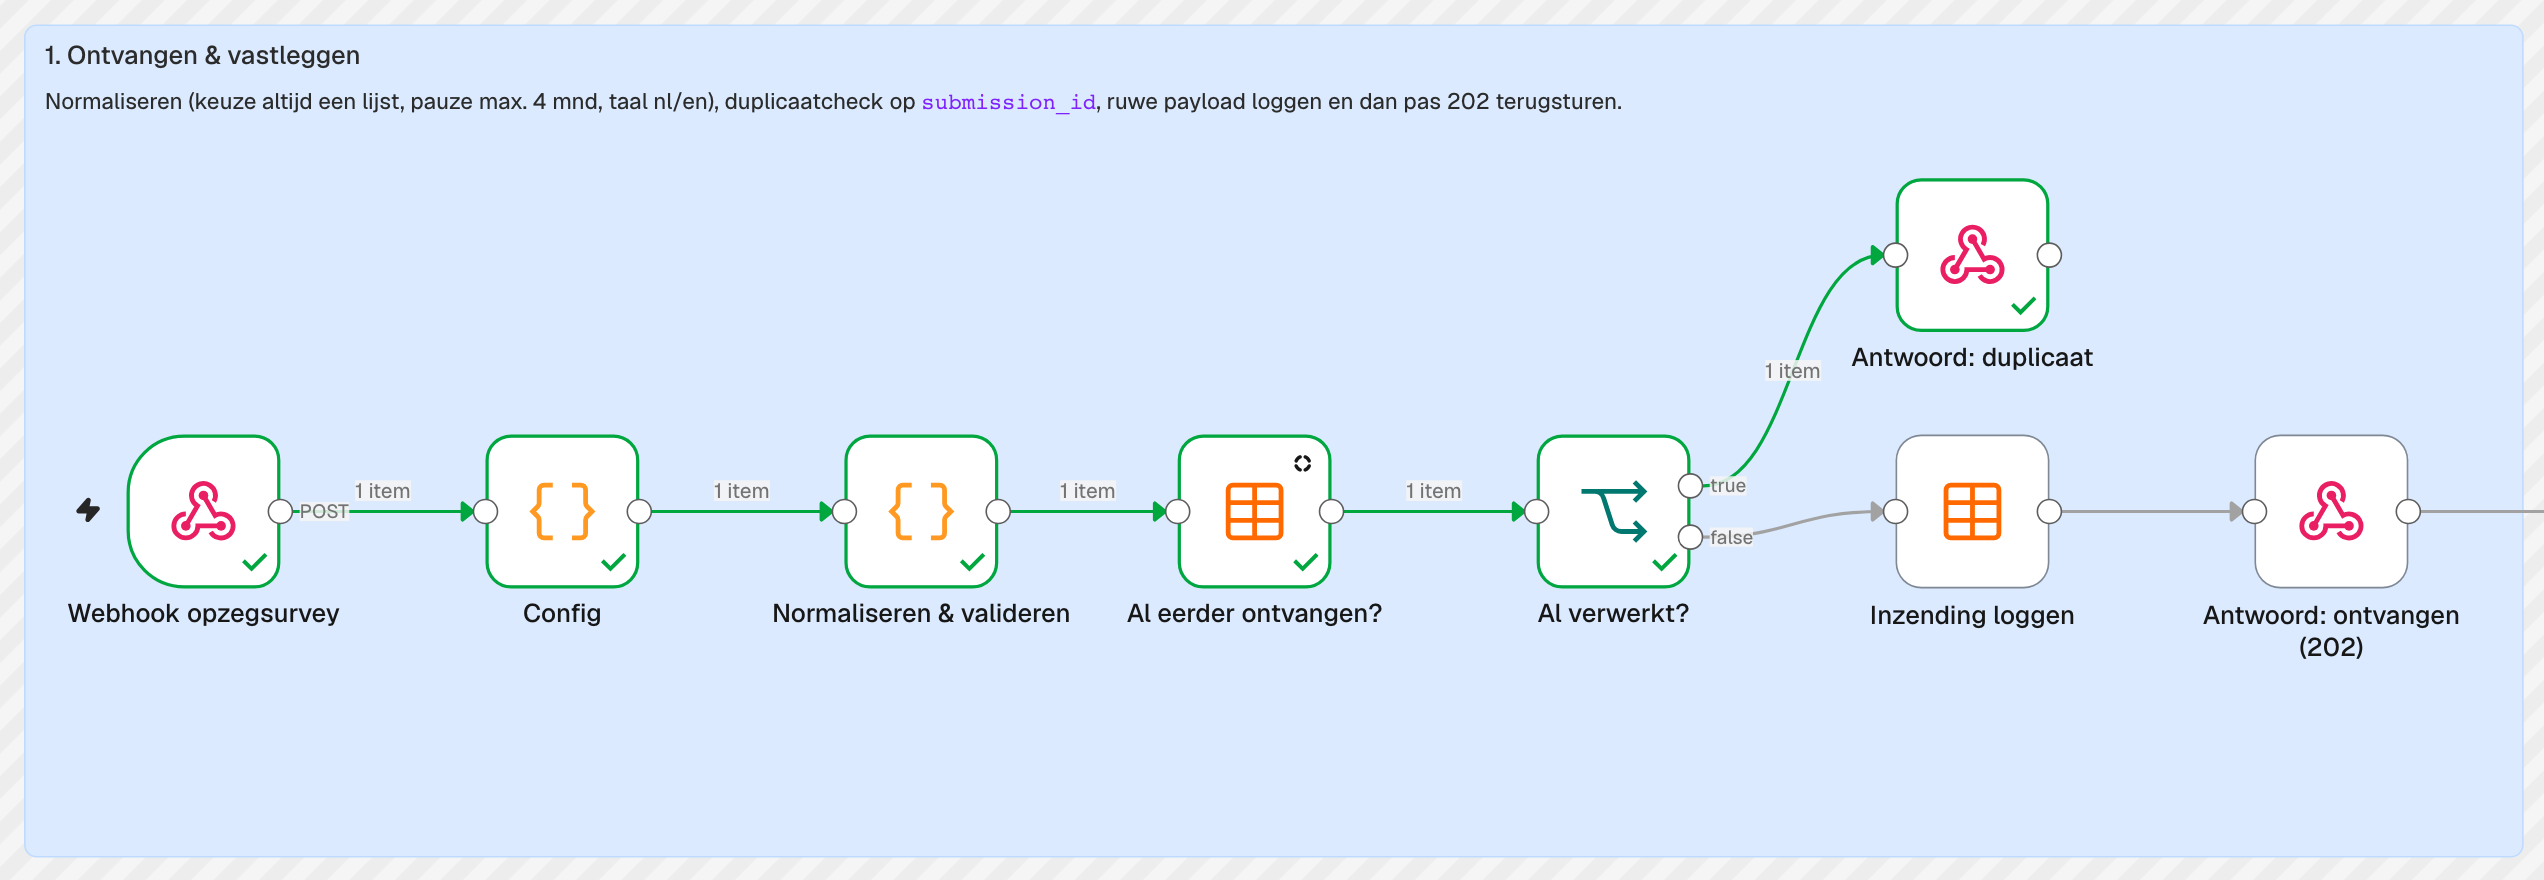 1. Ontvangen & vastleggen
Normaliseren (keuze altijd een lijst, pauze max. 4 mnd, taal nl/en), duplicaatcheck op submission_id, ruwe payload loggen en dan pas 202 terugsturen.
Antwoord: duplicaat
1 item
POST
1 item
1 item
1 item
1 item
true
false
Webhook opzegsurvey
Config
Normaliseren & valideren
Al eerder ontvangen?
Al verwerkt?
Inzending loggen
Antwoord: ontvangen
(202)